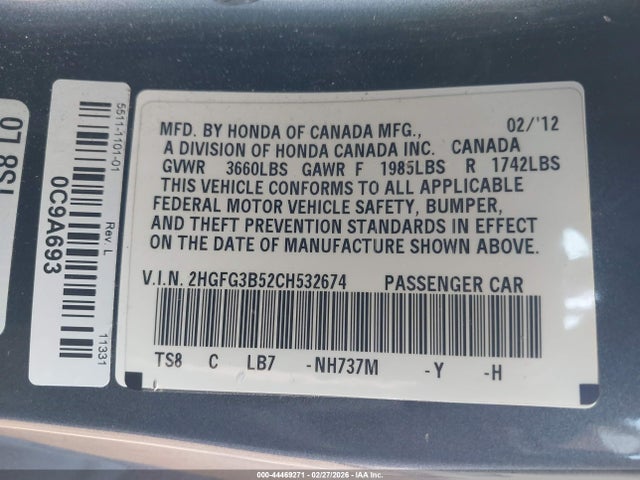 MFD. BY HONDA OF CANADA MFG., 02/'12
A DIVISION OF HONDA CANADA INC. CANADA
GVWR 3660LBS GAWR F 1985LBS R 1742LBS
THIS VEHICLE CONFORMS TO ALL APPLICABLE
FEDERAL MOTOR VEHICLE SAFETY, BUMPER,
AND THEFT PREVENTION STANDARDS IN EFFECT
ON THE DATE OF MANUFACTURE SHOWN ABOVE.
V.I.N. 2HGFG3B52CH532674 PASSENGER CAR
TS8 C LB7 -NH737M -Y -H
5511-1101-01 Rev. L 11331
0C9A693
000-44469271 - 02/27/2026 - IAA Inc.